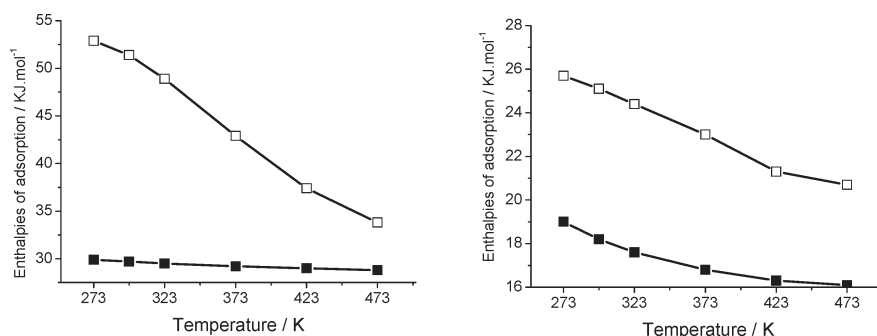 Enthalpies of adsorption / KJ.mol⁻¹
55
50
45
40
35
30
273 323 373 423 473
Temperature / K
Enthalpies of adsorption / KJ.mol⁻¹
28
26
24
22
20
18
16
273 323 373 423 473
Temperature / K